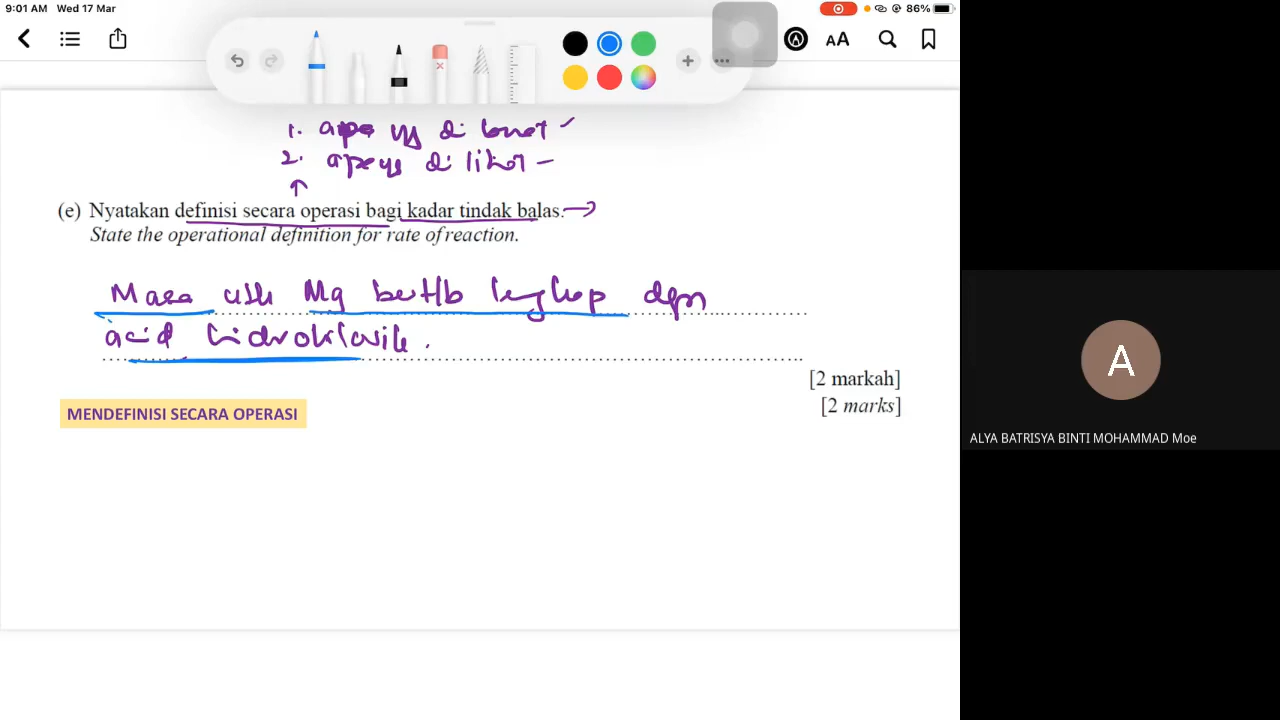 9:01 AM Wed 17 Mar
86%
AA
1. apa yg di buat ✓
2. apa yg di lihat –
(e) Nyatakan definisi secara operasi bagi kadar tindak balas.
State the operational definition for rate of reaction.
Masa utk Mg bertb lengkap dgn
acid hidroklorik.
[2 markah]
[2 marks]
MENDEFINISI SECARA OPERASI
A
ALYA BATRISYA BINTI MOHAMMAD Moe